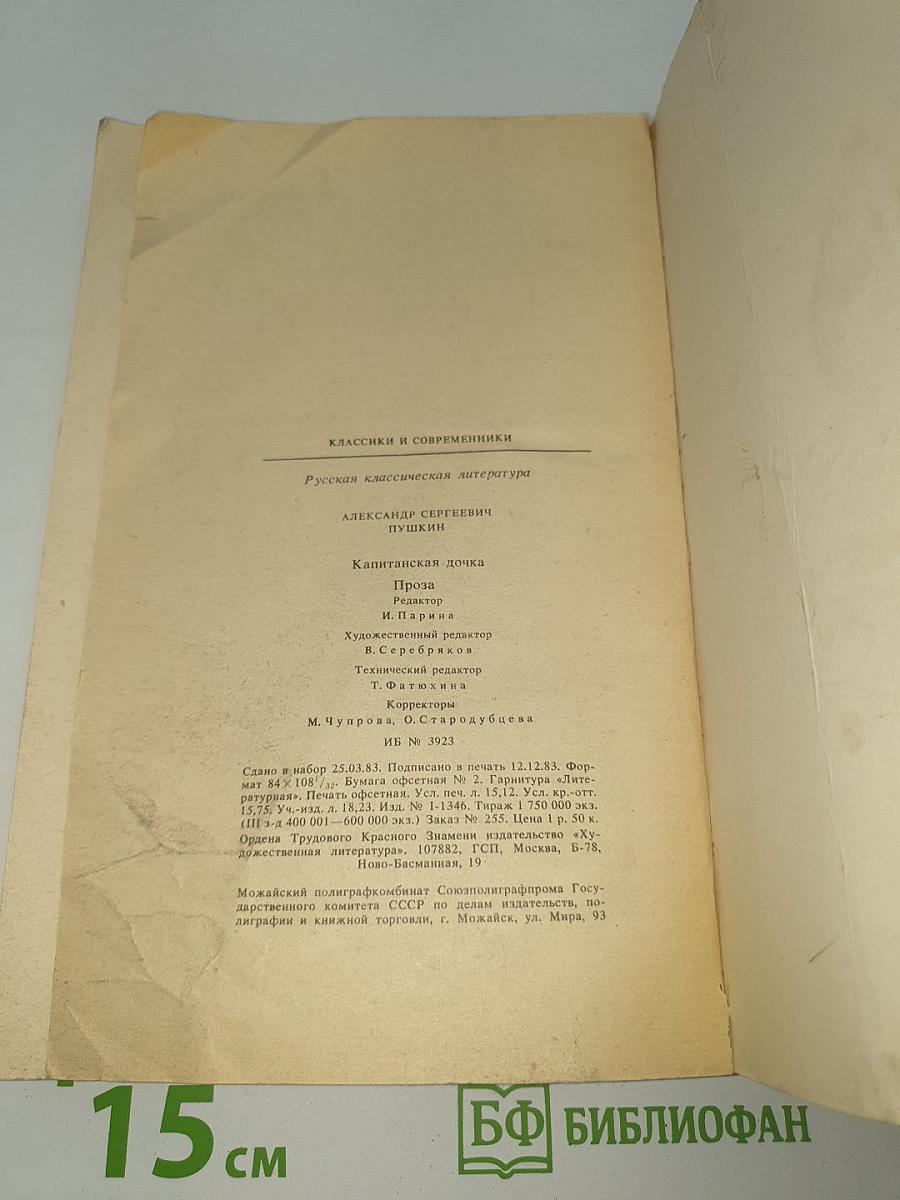 КЛАССИКИ И СОВРЕМЕННИКИ
Русская классическая литература
АЛЕКСАНДР СЕРГЕЕВИЧ
ПУШКИН
Капитанская дочка
Проза
Редактор
И. Парина
Художественный редактор
В. Серебряков
Технический редактор
Т. Фатюхина
Корректоры
М. Чупрова, О. Стародубцева
ИБ № 3923
Сдано в набор 25.03.83. Подписано в печать 12.12.83. Фор-
мат 84×108¹/₃₂. Бумага офсетная № 2. Гарнитура «Лите-
ратурная». Печать офсетная. Усл. печ. л. 15,12. Усл. кр.-отт.
15,75. Уч.-изд. л. 18,23. Изд. № I-1346. Тираж 1 750 000 экз.
(III з-д 400 001—600 000 экз.) Заказ № 255. Цена 1 р. 50 к.
Ордена Трудового Красного Знамени издательство «Ху-
дожественная литература». 107882, ГСП, Москва, Б-78,
Ново-Басманная, 19
Можайский полиграфкомбинат Союзполиграфпрома Госу-
дарственного комитета СССР по делам издательств, по-
лиграфии и книжной торговли, г. Можайск, ул. Мира, 93
15 см
БФ БИБЛИОФАН